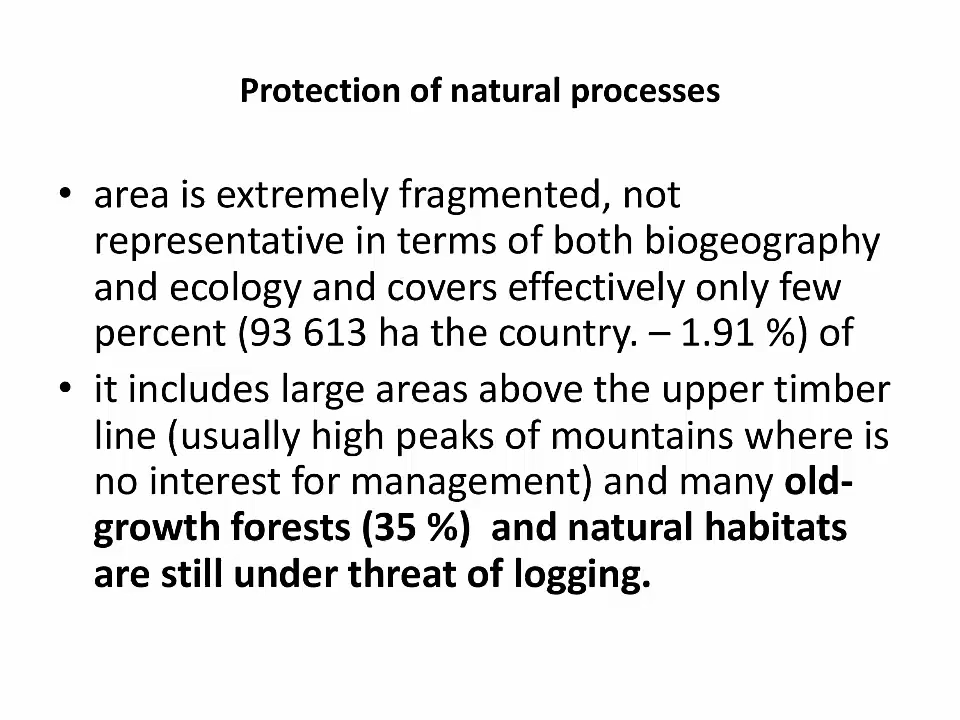 Protection of natural processes
• area is extremely fragmented, not
representative in terms of both biogeography
and ecology and covers effectively only few
percent (93 613 ha the country. – 1.91 %) of
• it includes large areas above the upper timber
line (usually high peaks of mountains where is
no interest for management) and many old-
growth forests (35 %)  and natural habitats
are still under threat of logging.